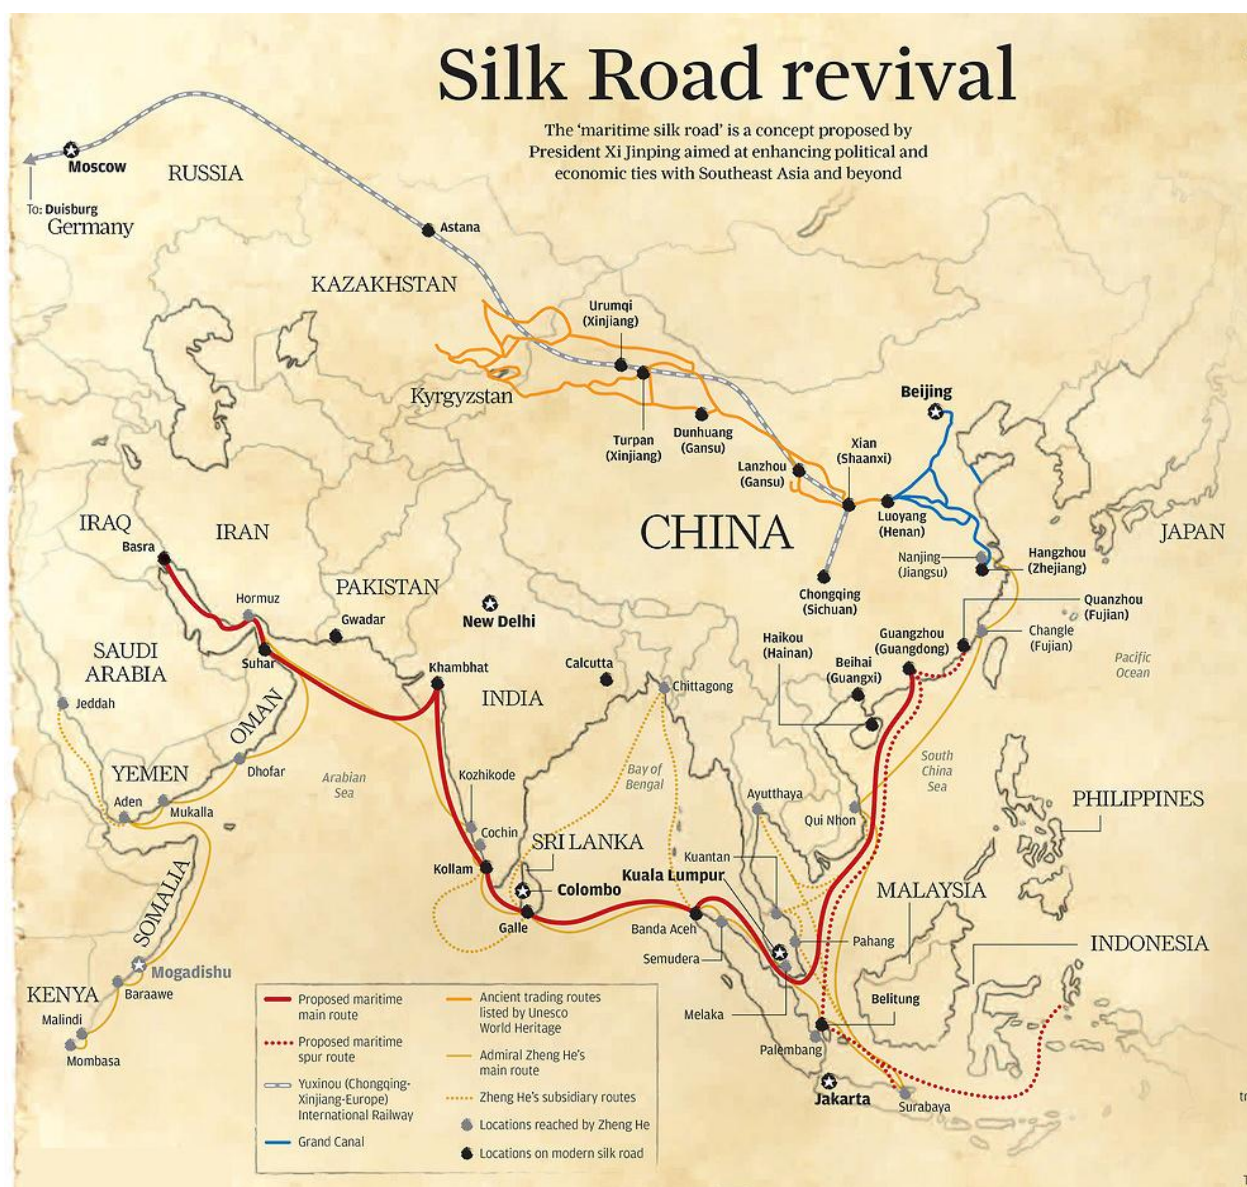 Silk Road revival
The 'maritime silk road' is a concept proposed by
President Xi Jinping aimed at enhancing political and
economic ties with Southeast Asia and beyond
Moscow
RUSSIA
To: Duisburg
Germany
Astana
KAZAKHSTAN
Urumqi
(Xinjiang)
Kyrgyzstan
Beijing
Turpan
(Xinjiang)
Dunhuang
(Gansu)
Lanzhou
(Gansu)
Xian
(Shaanxi)
CHINA
Luoyang
(Henan)
JAPAN
IRAQ
Basra
IRAN
Nanjing
(Jiangsu)
Hangzhou
(Zhejiang)
PAKISTAN
Chongqing
(Sichuan)
Hormuz
Gwadar
New Delhi
Quanzhou
(Fujian)
Changle
(Fujian)
Haikou
(Hainan)
Guangzhou
(Guangdong)
Beihai
(Guangxi)
SAUDI
ARABIA
Suhar
Khambhat
Calcutta
Pacific
Ocean
Jeddah
OMAN
INDIA
Chittagong
YEMEN
Dhofar
Arabian
Sea
Bay of
Bengal
South
China
Sea
Aden
Mukalla
Kozhikode
Ayutthaya
Qui Nhon
PHILIPPINES
Cochin
SRI LANKA
Kuantan
Kollam
Colombo
Kuala Lumpur
MALAYSIA
SOMALIA
Galle
Banda Aceh
Semudera
Pahang
INDONESIA
Mogadishu
KENYA
Baraawe
Malindi
Mombasa
Melaka
Belitung
Palembang
Jakarta
Surabaya
Proposed maritime
main route
Proposed maritime
spur route
Yuxinou (Chongqing-
Xinjiang-Europe)
International Railway
Grand Canal
Ancient trading routes
listed by Unesco
World Heritage
Admiral Zheng He's
main route
Zheng He's subsidiary routes
Locations reached by Zheng He
Locations on modern silk road